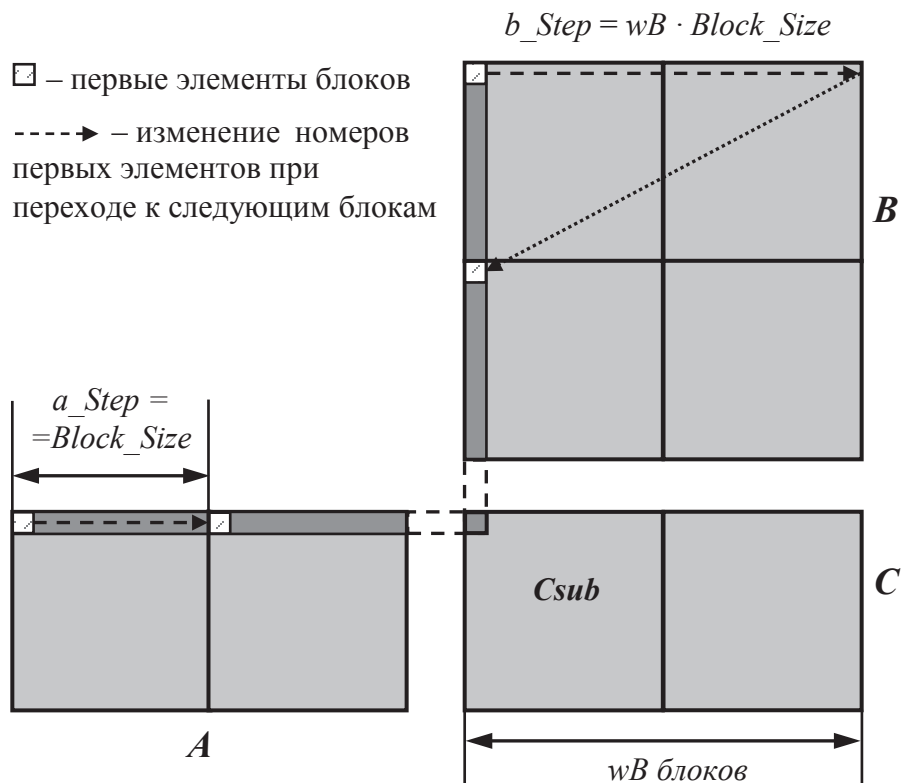 b_Step = wB · Block_Size
– первые элементы блоков
– изменение номеров
первых элементов при
переходе к следующим блокам
B
a_Step =
=Block_Size
Csub
C
A
wB блоков